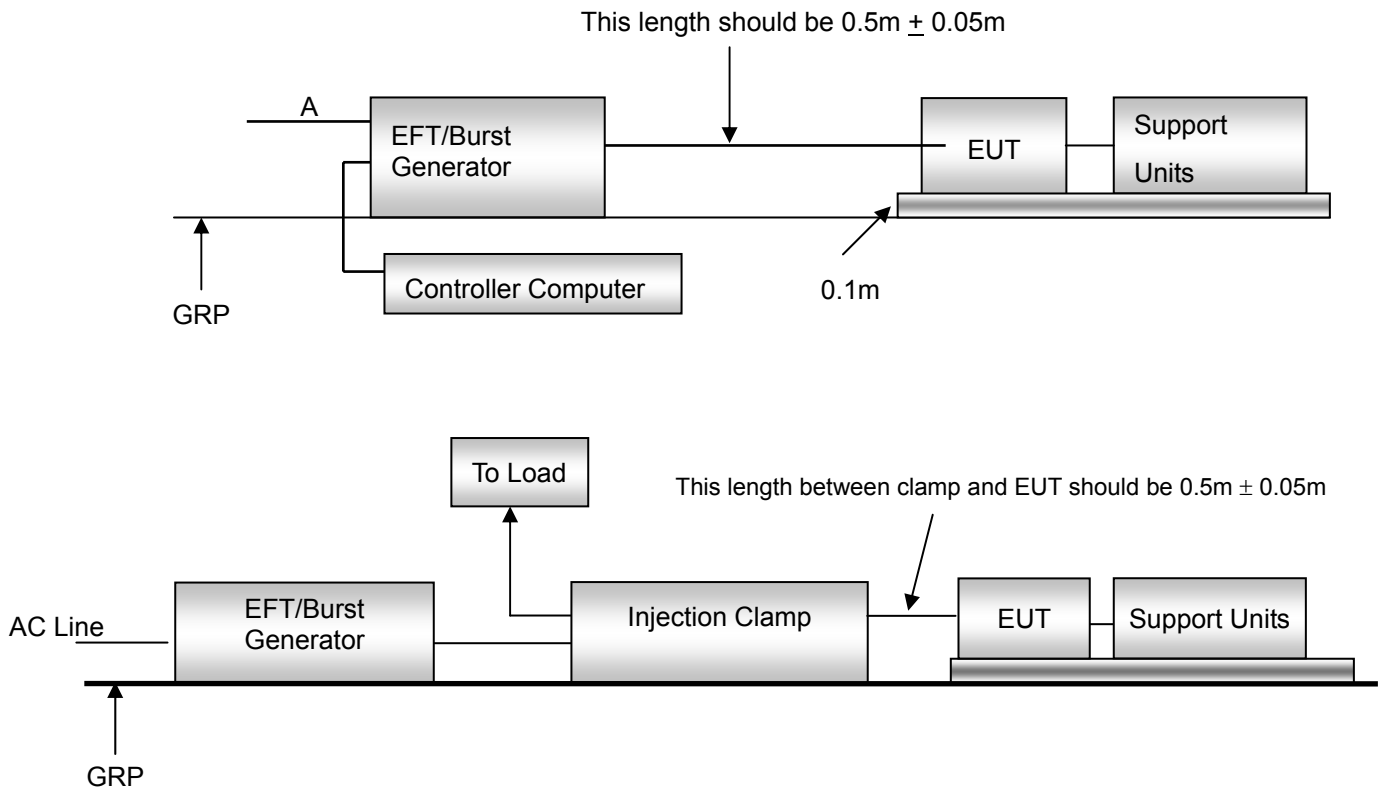 This length should be 0.5m ± 0.05m
A
EFT/Burst
Generator
EUT
Support
Units
Controller Computer
0.1m
GRP
To Load
This length between clamp and EUT should be 0.5m ± 0.05m
AC Line
EFT/Burst
Generator
Injection Clamp
EUT
Support Units
GRP